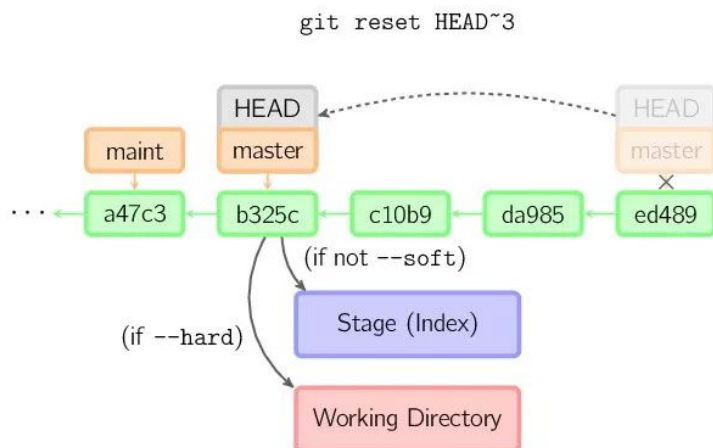 git reset HEAD~3
HEAD HEAD
maint master master
... a47c3 b325c c10b9 da985 ed489
(if not --soft)
Stage (Index)
(if --hard)
Working Directory